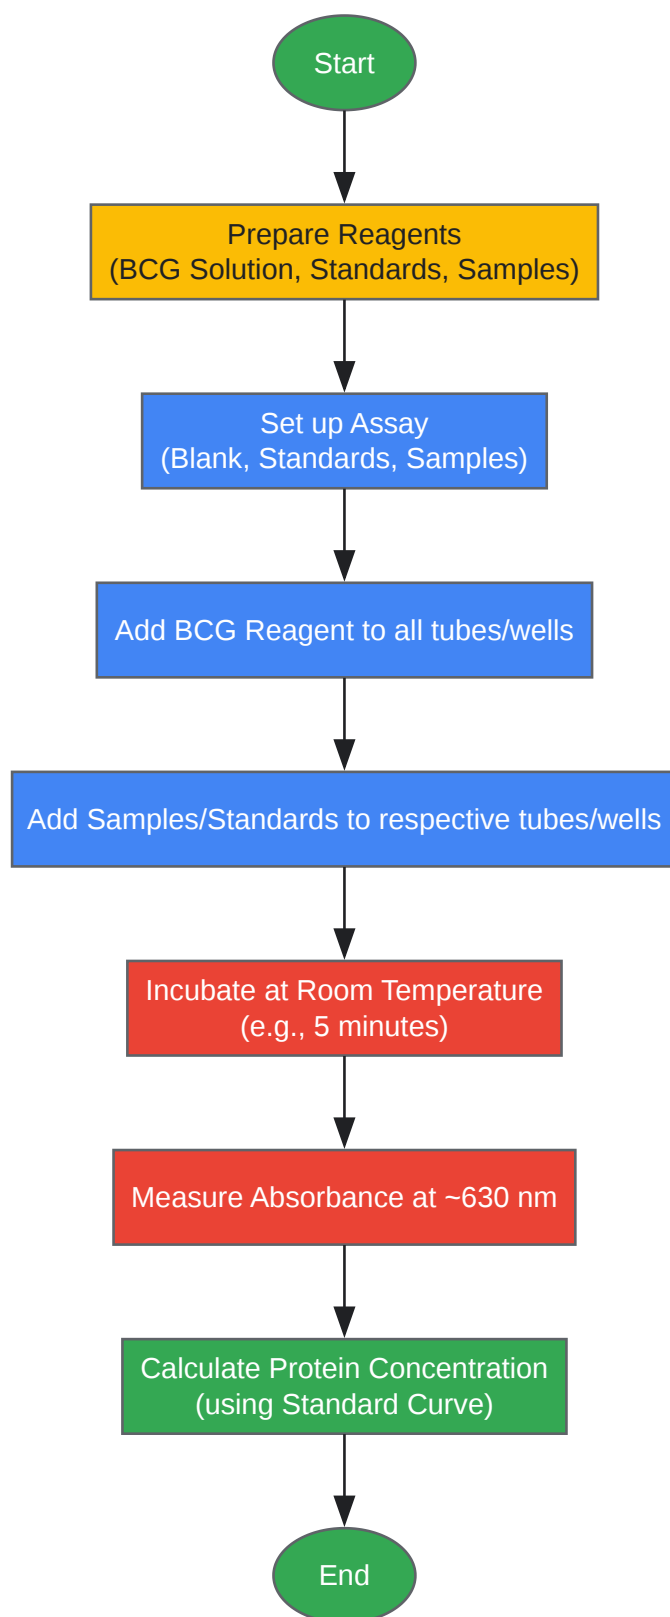 Start
Prepare Reagents
(BCG Solution, Standards, Samples)
Set up Assay
(Blank, Standards, Samples)
Add BCG Reagent to all tubes/wells
Add Samples/Standards to respective tubes/wells
Incubate at Room Temperature
(e.g., 5 minutes)
Measure Absorbance at ~630 nm
Calculate Protein Concentration
(using Standard Curve)
End